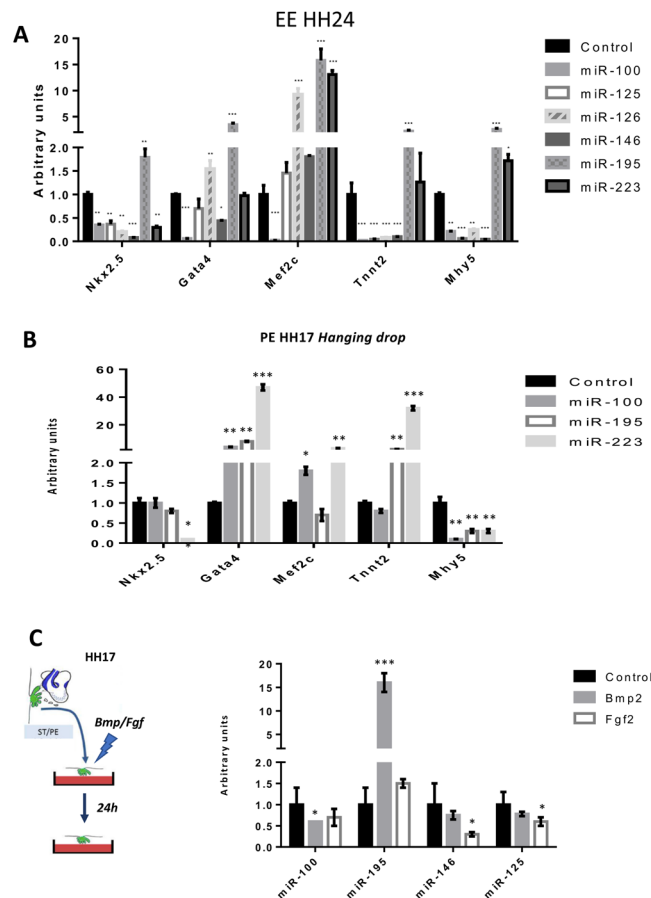 EE HH24
A
Arbitrary units
20
15
10
5
2.0
1.5
1.0
0.5
0.0
** ** ** *** ** **
*** ** * ***
*** *** *** ***
*** *** *** *** ***
** *** ** *** *** *
Nkx2.5 Gata4 Mef2c Tnnt2 Mhy5
Control
miR-100
miR-125
miR-126
miR-146
miR-195
miR-223
B
PE HH17 Hanging drop
Arbitrary units
60
40
20
2.0
1.5
1.0
0.5
0.0
* *
** ** ***
* **
** ***
** ** **
Nkx2.5 Gata4 Mef2c Tnnt2 Mhy5
Control
miR-100
miR-195
miR-223
C
HH17
ST/PE
Bmp/Fgf
24h
Arbitrary units
20
15
10
5
1.5
1.0
0.5
0.0
* *** * *
miR-100 miR-195 miR-146 miR-125
Control
Bmp2
Fgf2